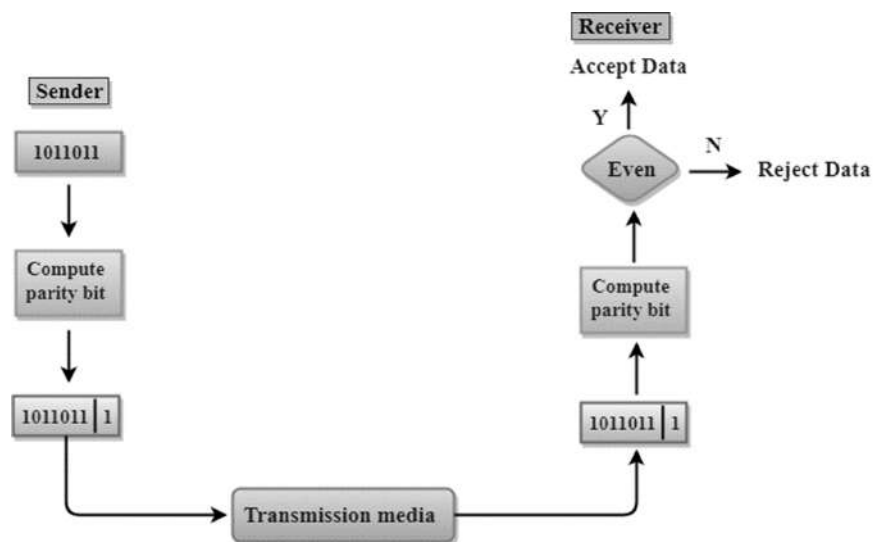 Sender
1011011
Compute
parity bit
1011011 | 1
Transmission media
Receiver
Accept Data
Y
N
Even
Reject Data
Compute
parity bit
1011011 | 1